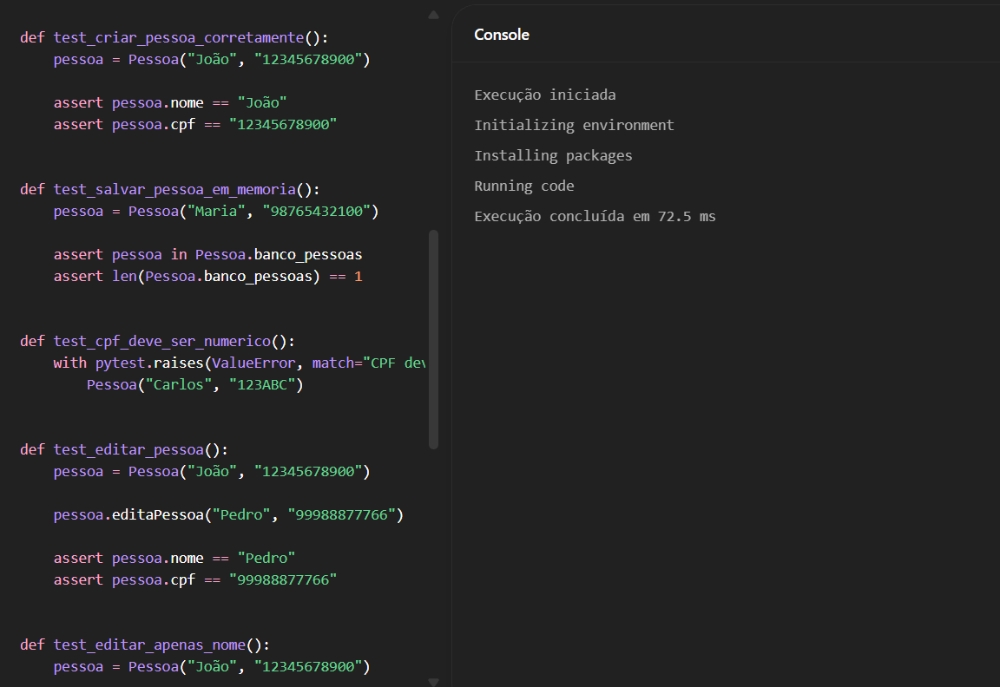 def test_criar_pessoa_corretamente():
    pessoa = Pessoa("João", "12345678900")
    assert pessoa.nome == "João"
    assert pessoa.cpf == "12345678900"
def test_salvar_pessoa_em_memoria():
    pessoa = Pessoa("Maria", "98765432100")
    assert pessoa in Pessoa.banco_pessoas
    assert len(Pessoa.banco_pessoas) == 1
def test_cpf_deve_ser_numerico():
    with pytest.raises(ValueError, match="CPF dev
        Pessoa("Carlos", "123ABC")
def test_editar_pessoa():
    pessoa = Pessoa("João", "12345678900")
    pessoa.editaPessoa("Pedro", "99988877766")
    assert pessoa.nome == "Pedro"
    assert pessoa.cpf == "99988877766"
def test_editar_apenas_nome():
    pessoa = Pessoa("João", "12345678900")
Console
Execução iniciada
Initializing environment
Installing packages
Running code
Execução concluída em 72.5 ms